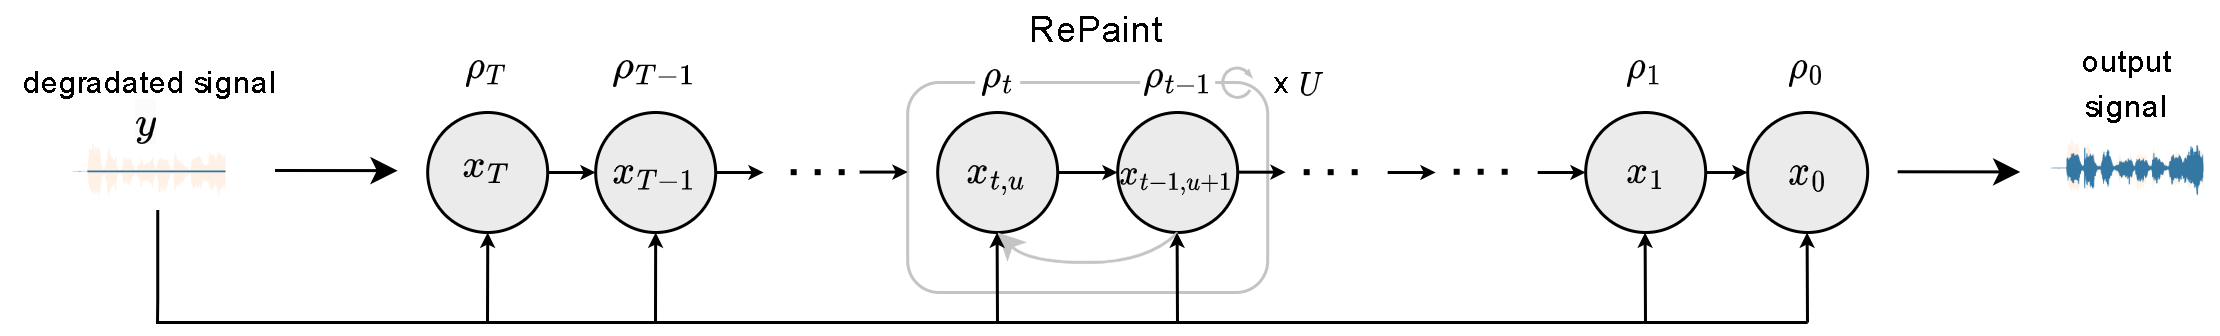 RePaint
degradated signal
y
ρ_T
ρ_{T−1}
ρ_t
ρ_{t−1}
x U
ρ_1
ρ_0
output
signal
x_T
x_{T−1}
· · ·
x_{t,u}
x_{t−1,u+1}
· · ·
· · ·
x_1
x_0